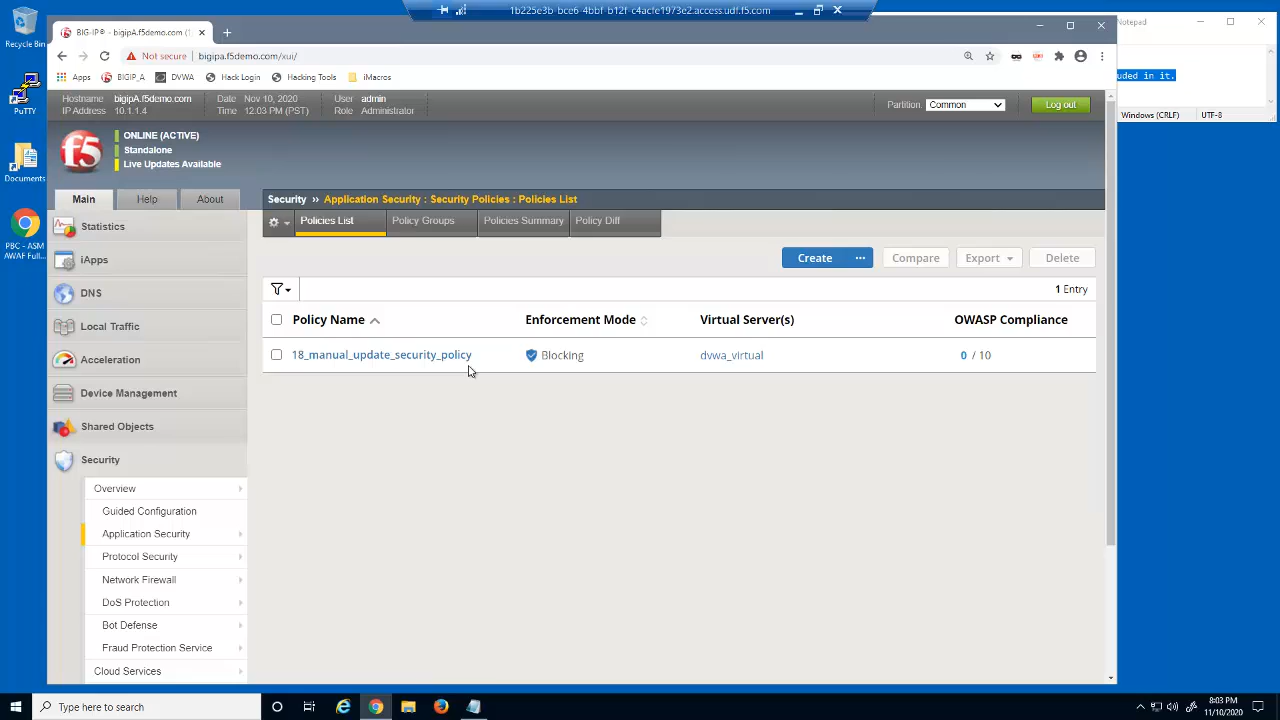 1b225e3b-bce6-4bbf-b12f-c4acfe1973e2.access.udf.f5.com
Recycle Bin
PuTTY
Documents
PBC - ASM
AWAF Full...
BIG-IP® - bigipA.f5demo.com (1
Notepad
Not secure
bigipa.f5demo.com/xui/
uded in it.
Apps
BIGIP_A
DVWA
Hack Login
Hacking Tools
iMacros
Hostname bigipA.f5demo.com Date Nov 10, 2020 User admin
IP Address 10.1.1.4 Time 12:03 PM (PST) Role Administrator
Partition: Common
Log out
Windows (CRLF) UTF-8
f5
ONLINE (ACTIVE)
Standalone
Live Updates Available
Main Help About
Security ›› Application Security : Security Policies : Policies List
Policies List Policy Groups Policies Summary Policy Diff
Statistics
iApps
DNS
Local Traffic
Acceleration
Device Management
Shared Objects
Security
Overview
Guided Configuration
Application Security
Protocol Security
Network Firewall
DoS Protection
Bot Defense
Fraud Protection Service
Cloud Services
Create ... Compare Export Delete
1 Entry
Policy Name Enforcement Mode Virtual Server(s) OWASP Compliance
18_manual_update_security_policy Blocking dvwa_virtual 0 / 10
Type here to search
8:03 PM
11/10/2020